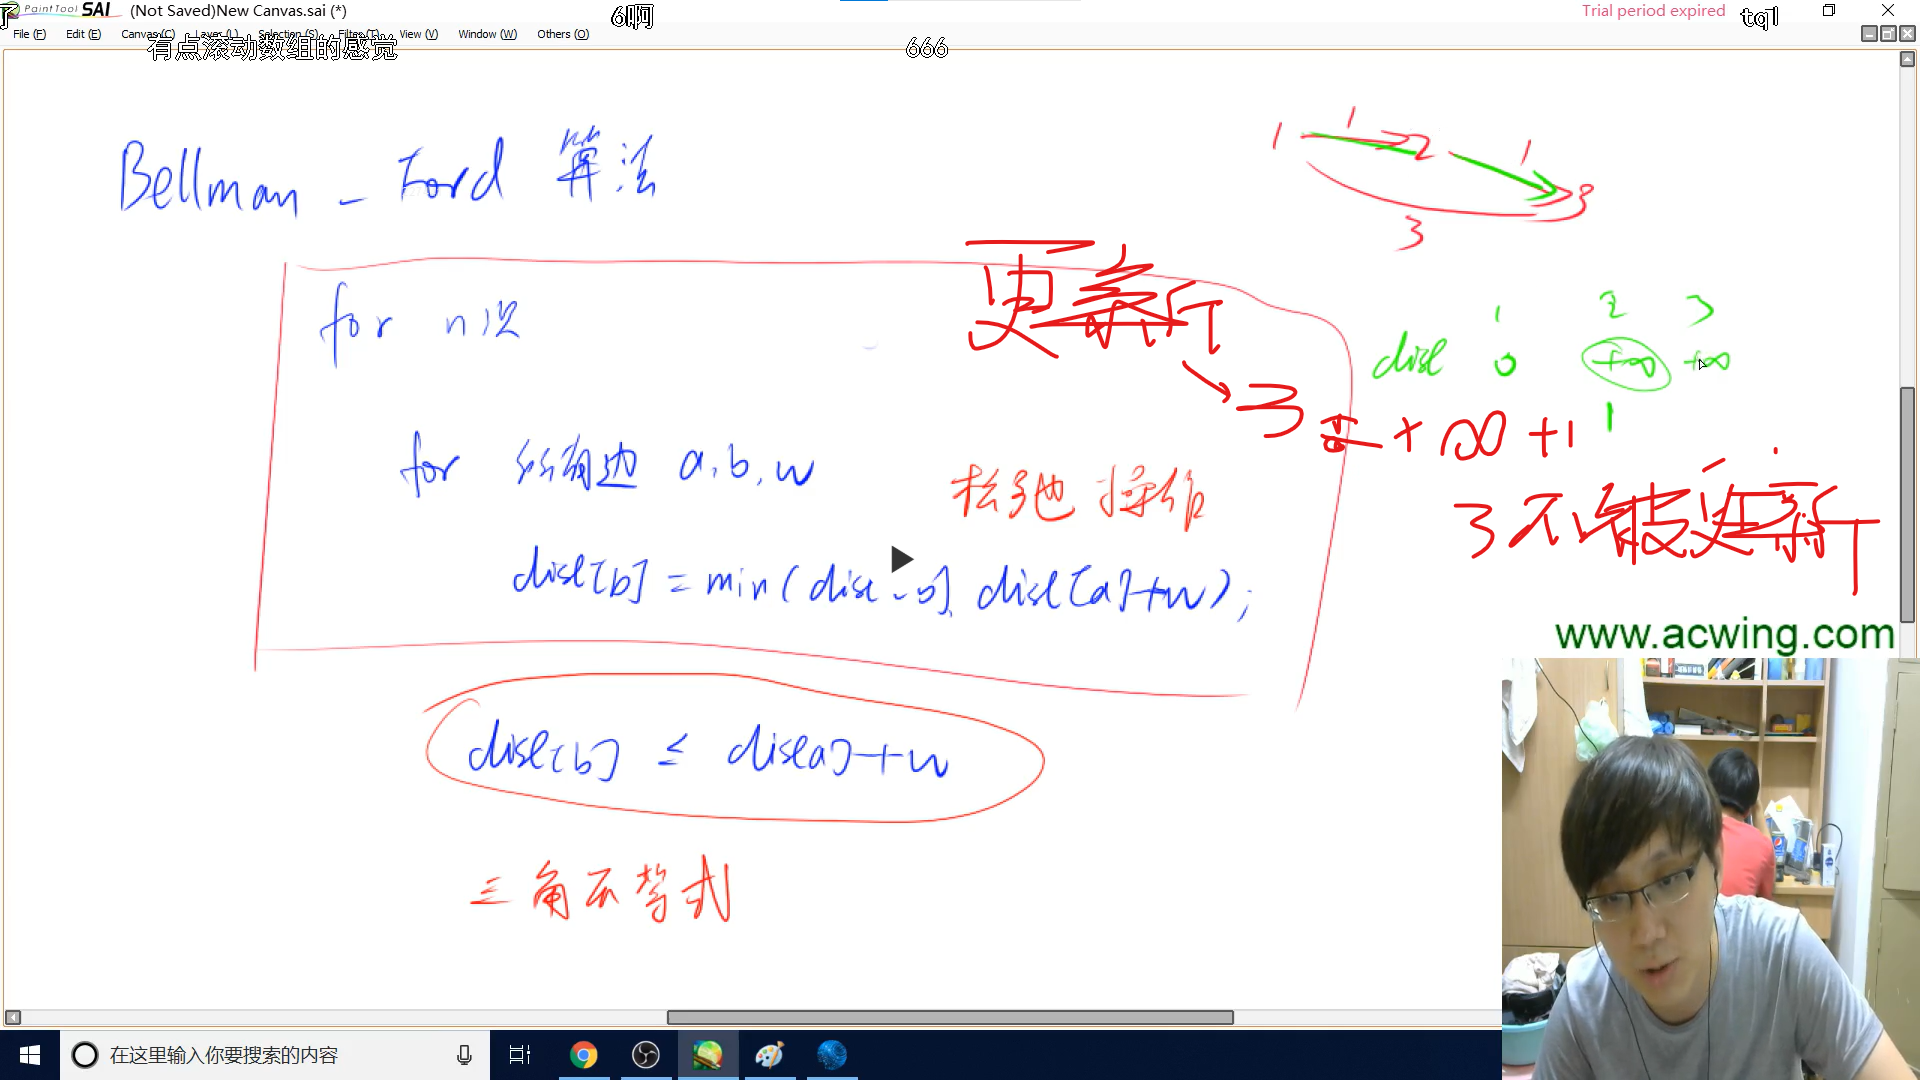 PaintTool SAI (Not Saved)New Canvas.sai (*) Trial period expired
了 6啊 tql
File (F) Edit (E) Canvas (C) Layer (L) Selection (S) Filter (T) View (V) Window (W) Others (O)
有点滚动数组的感觉 666
Bellman - Ford 算法
1 1 2 1 3
3
for n次
更新
1 2 3
dist 0 +∞ +∞
1
3 +∞ +1
for 所有边 a,b,w
松弛操作
3不被更新
dist[b] = min(dist[b], dist[a]+w);
www.acwing.com
dist[b] ≤ dist[a]+w
三角不等式
在这里输入你要搜索的内容